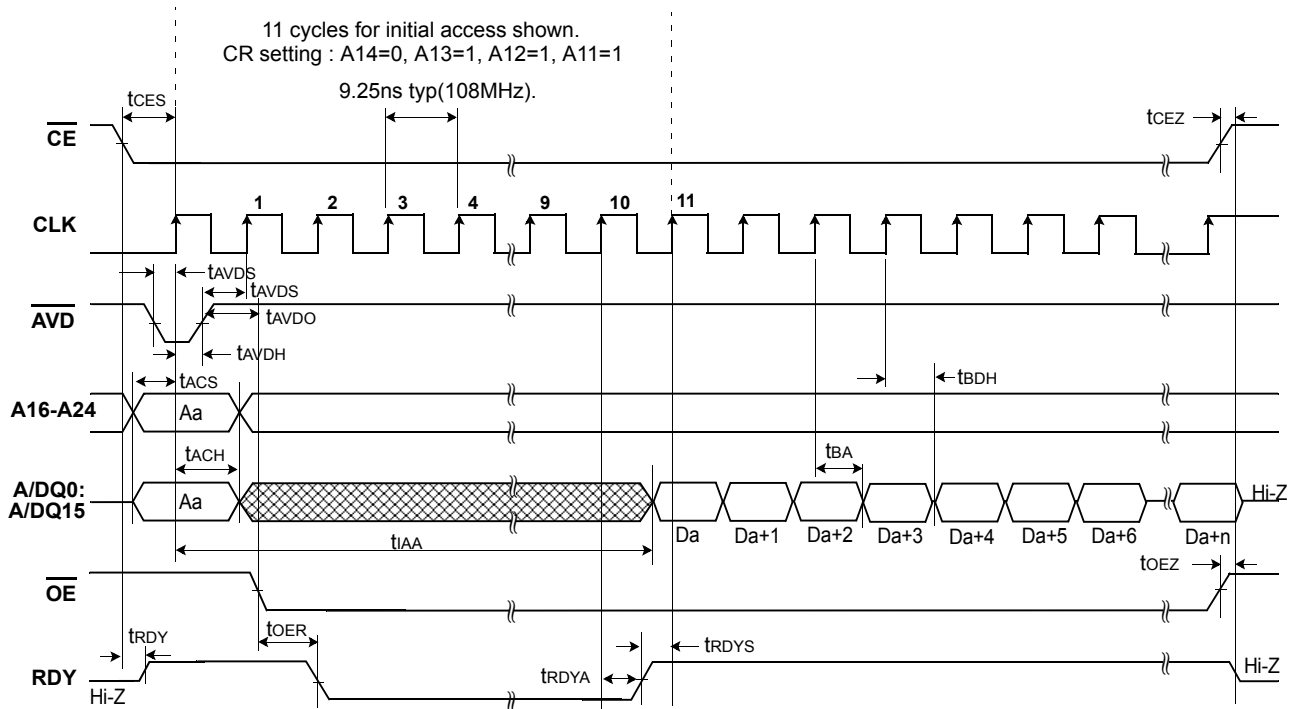 11 cycles for initial access shown.
CR setting : A14=0, A13=1, A12=1, A11=1
9.25ns typ(108MHz).
tCES
tCEZ
CE
1 2 3 4 9 10 11
CLK
tAVDS
tAVDS
AVD
tAVDO
tAVDH
tACS
tBDH
A16-A24
Aa
tACH
tBA
A/DQ0:
A/DQ15
Aa
Hi-Z
tIAA
Da Da+1 Da+2 Da+3 Da+4 Da+5 Da+6 Da+n
tOEZ
OE
tOER
tRDY
tRDYS
RDY
tRDYA
Hi-Z
Hi-Z